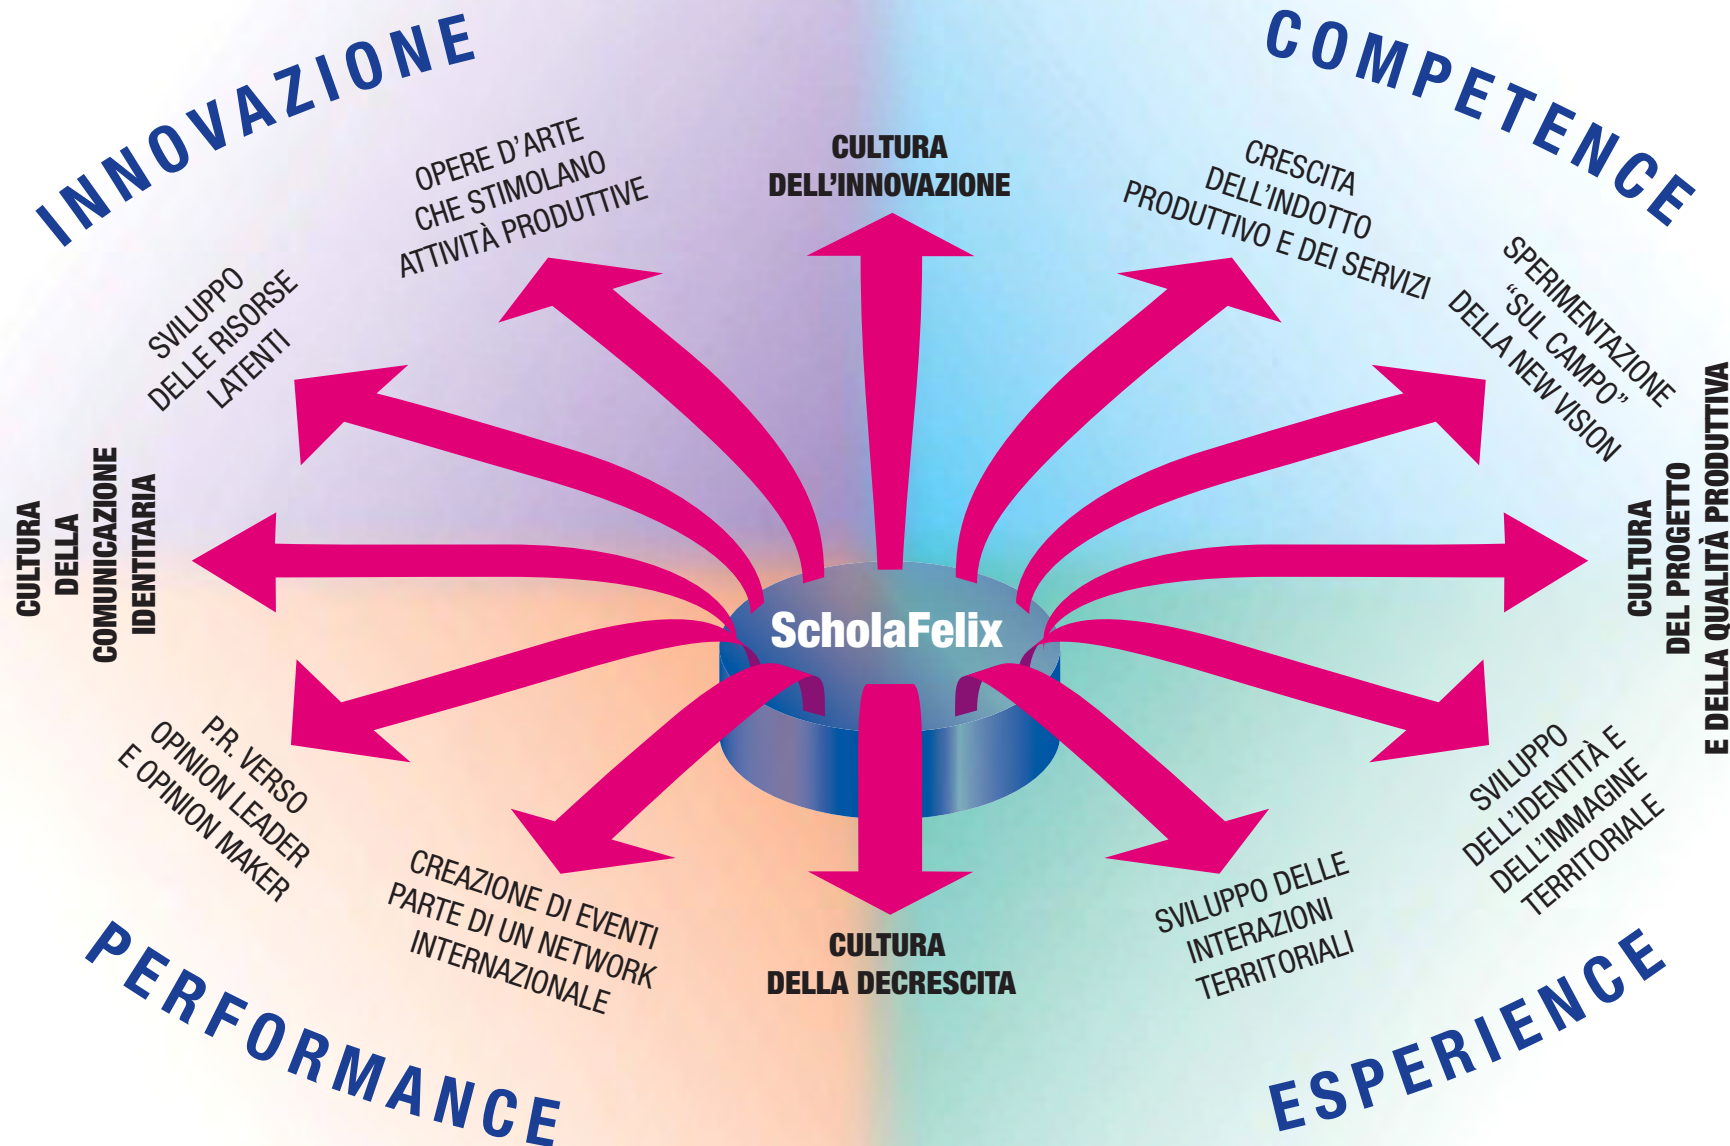 INNOVAZIONE
COMPETENCE
OPERE D'ARTE
CHE STIMOLANO
ATTIVITÀ PRODUTTIVE
CULTURA
DELL'INNOVAZIONE
CRESCITA
DELL'INDOTTO
PRODUTTIVO E DEI SERVIZI
SVILUPPO
DELLE RISORSE
LATENTI
SPERIMENTAZIONE
“SUL CAMPO”
DELLA NEW VISION
CULTURA
DELLA
COMUNICAZIONE
IDENTITARIA
ScholaFelix
CULTURA
DEL PROGETTO
E DELLA QUALITÀ PRODUTTIVA
P.R. VERSO
OPINION LEADER
E OPINION MAKER
CREAZIONE DI EVENTI
PARTE DI UN NETWORK
INTERNAZIONALE
CULTURA
DELLA DECRESCITA
SVILUPPO DELLE
INTERAZIONI
TERRITORIALI
SVILUPPO
DELL'IDENTITÀ E
DELL'IMMAGINE
TERRITORIALE
PERFORMANCE
ESPERIENCE